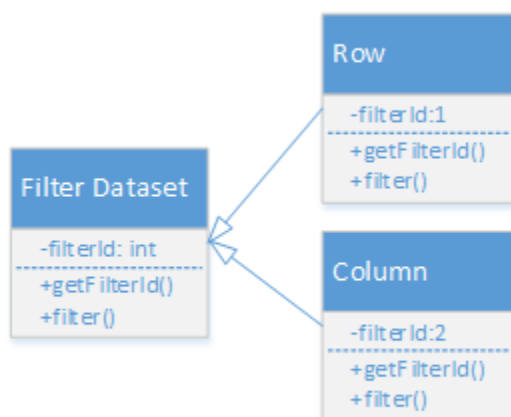 Row
-filterId:1
+getFilterId()
+filter()
Filter Dataset
-filterId: int
+getFilterId()
+filter()
Column
-filterId:2
+getFilterId()
+filter()